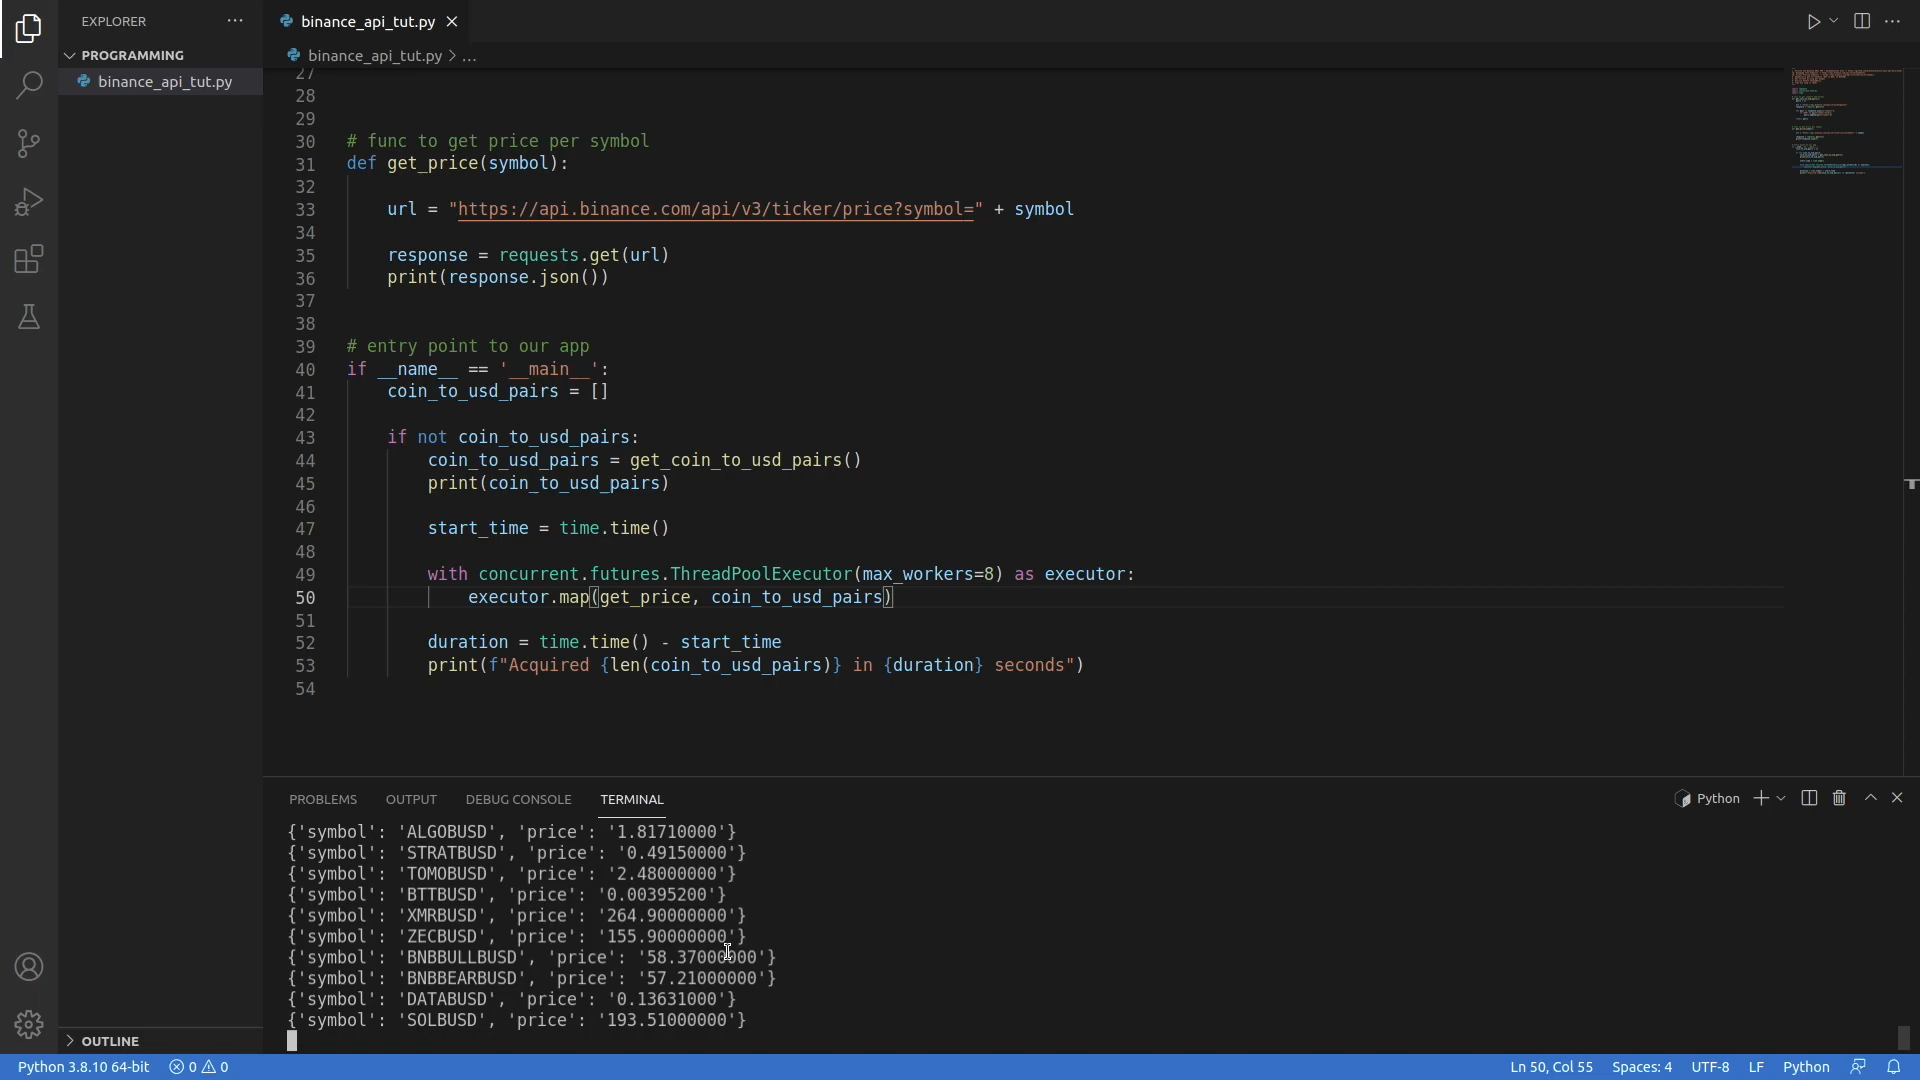 EXPLORER
PROGRAMMING
binance_api_tut.py
OUTLINE
binance_api_tut.py
binance_api_tut.py > ...
27
28
29
30 # func to get price per symbol
31 def get_price(symbol):
32
33 url = "https://api.binance.com/api/v3/ticker/price?symbol=" + symbol
34
35 response = requests.get(url)
36 print(response.json())
37
38
39 # entry point to our app
40 if __name__ == '__main__':
41 coin_to_usd_pairs = []
42
43 if not coin_to_usd_pairs:
44 coin_to_usd_pairs = get_coin_to_usd_pairs()
45 print(coin_to_usd_pairs)
46
47 start_time = time.time()
48
49 with concurrent.futures.ThreadPoolExecutor(max_workers=8) as executor:
50 executor.map(get_price, coin_to_usd_pairs)
51
52 duration = time.time() - start_time
53 print(f"Acquired {len(coin_to_usd_pairs)} in {duration} seconds")
54
PROBLEMS OUTPUT DEBUG CONSOLE TERMINAL Python
{'symbol': 'ALGOBUSD', 'price': '1.81710000'}
{'symbol': 'STRATBUSD', 'price': '0.49150000'}
{'symbol': 'TOMOBUSD', 'price': '2.48000000'}
{'symbol': 'BTTBUSD', 'price': '0.00395200'}
{'symbol': 'XMRBUSD', 'price': '264.90000000'}
{'symbol': 'ZECBUSD', 'price': '155.90000000'}
{'symbol': 'BNBBULLBUSD', 'price': '58.37000000'}
{'symbol': 'BNBBEARBUSD', 'price': '57.21000000'}
{'symbol': 'DATABUSD', 'price': '0.13631000'}
{'symbol': 'SOLBUSD', 'price': '193.51000000'}
Python 3.8.10 64-bit 0 0 Ln 50, Col 55 Spaces: 4 UTF-8 LF Python